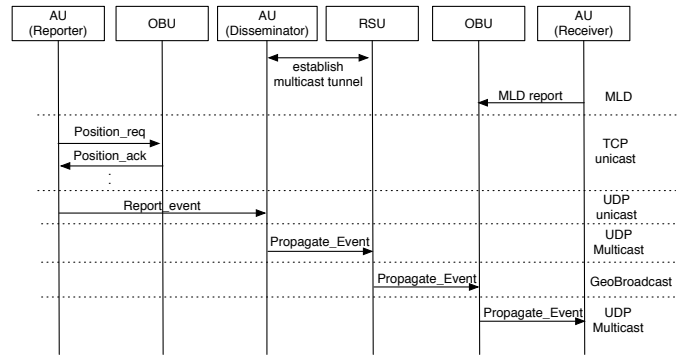 AU
(Reporter)
OBU
AU
(Disseminator)
RSU
OBU
AU
(Receiver)
establish
multicast tunnel
MLD report
MLD
Position_req
Position_ack
:
TCP
unicast
Report_event
UDP
unicast
Propagate_Event
UDP
Multicast
Propagate_Event
GeoBroadcast
Propagate_Event
UDP
Multicast